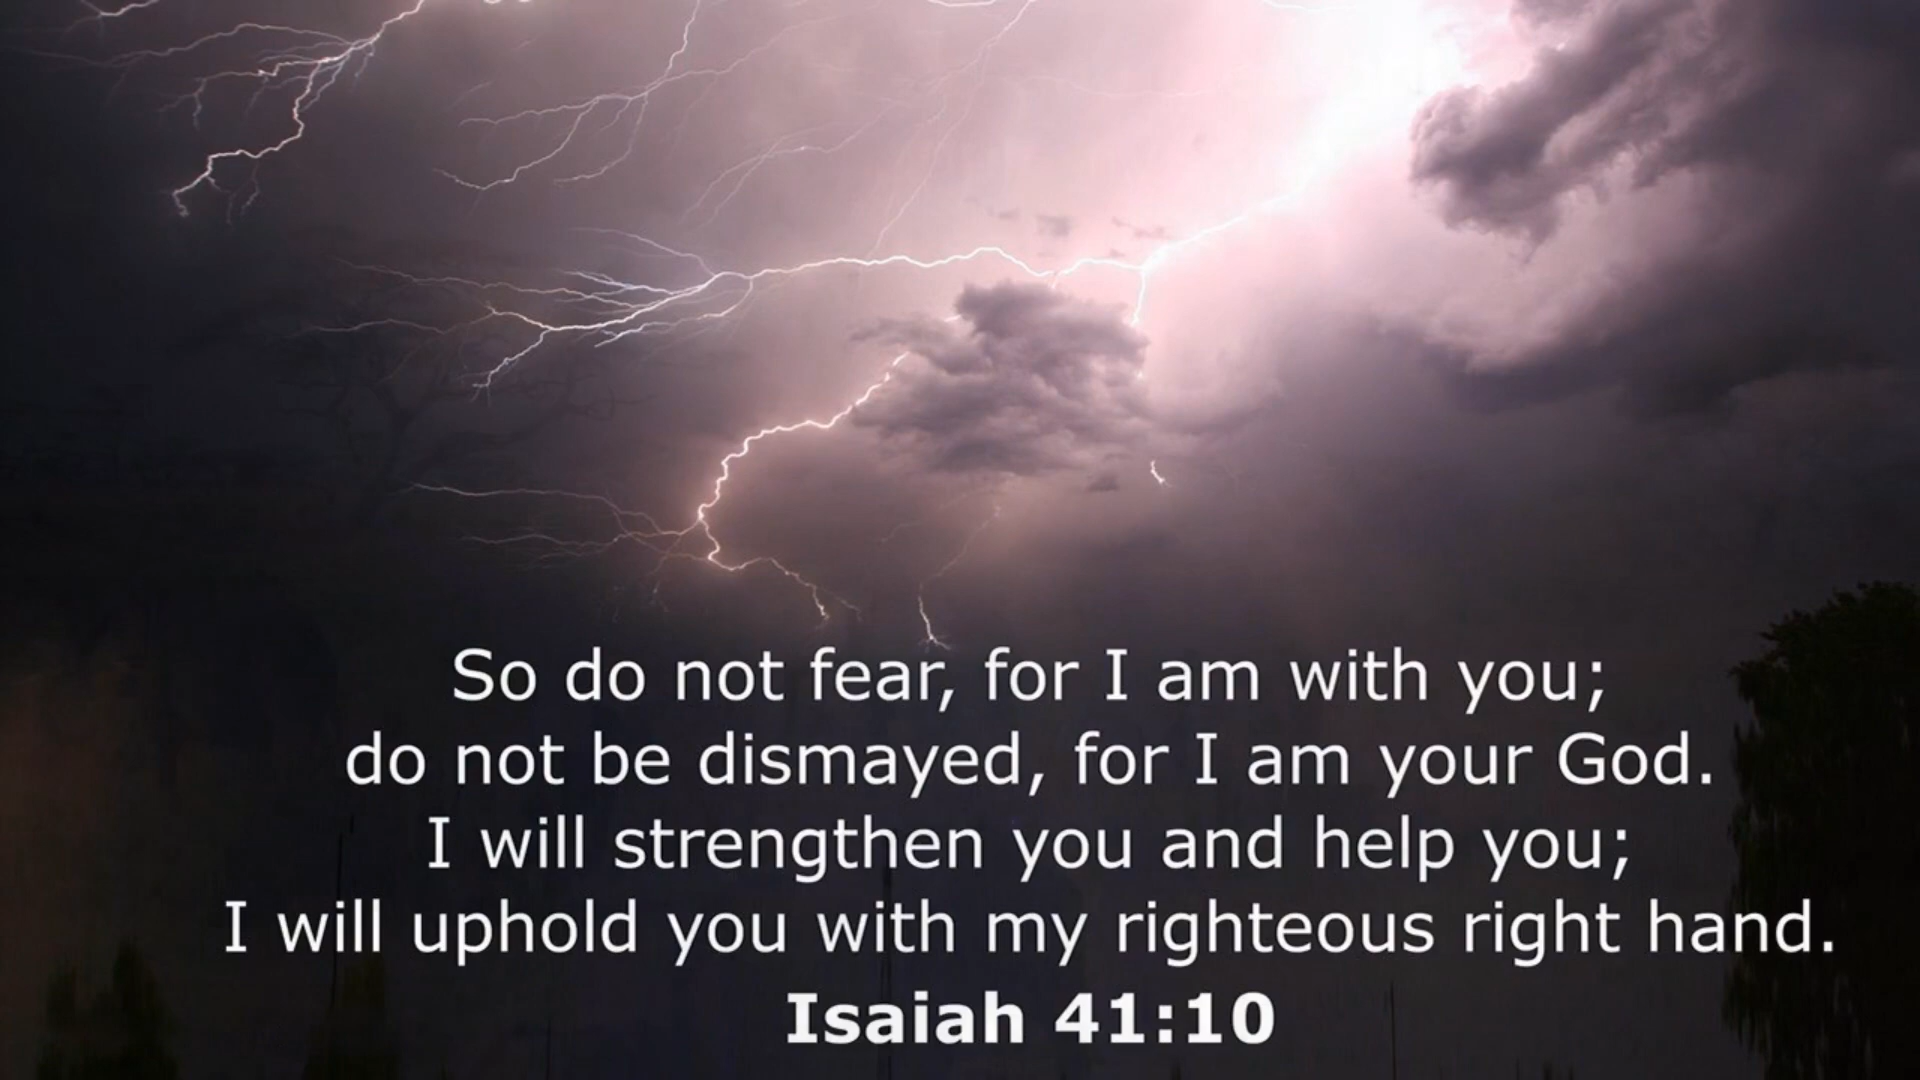 So do not fear, for I am with you;
do not be dismayed, for I am your God.
I will strengthen you and help you;
I will uphold you with my righteous right hand.
Isaiah 41:10